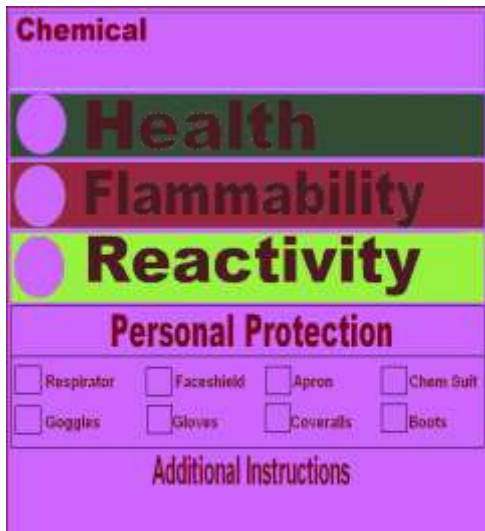 Chemical
Health
Flammability
Reactivity
Personal Protection
Respirator Faceshield Apron Chem Suit
Goggles Gloves Coveralls Boots
Additional Instructions